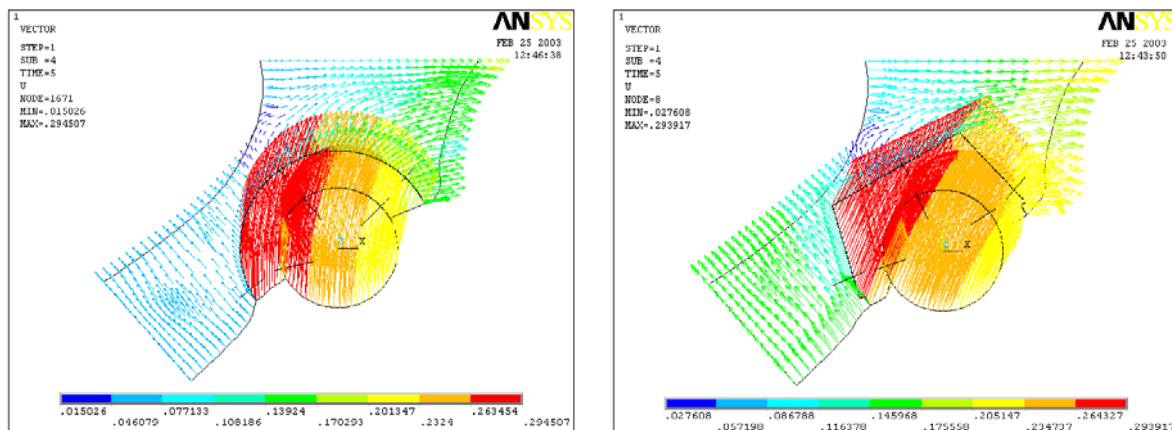 1
ANSYS
VECTOR
FEB 25 2003
12:46:38
STEP=1
SUB =4
TIME=5
U
NODE=1671
MIN=.015026
MAX=.294507
X
.015026 .077133 .13924 .201347 .263454
.046079 .108186 .170293 .2324 .294507
1
ANSYS
VECTOR
FEB 25 2003
12:43:50
STEP=1
SUB =4
TIME=5
U
NODE=8
MIN=.027608
MAX=.293917
X
.027608 .086788 .145968 .205147 .264327
.057198 .116378 .175558 .234737 .293917